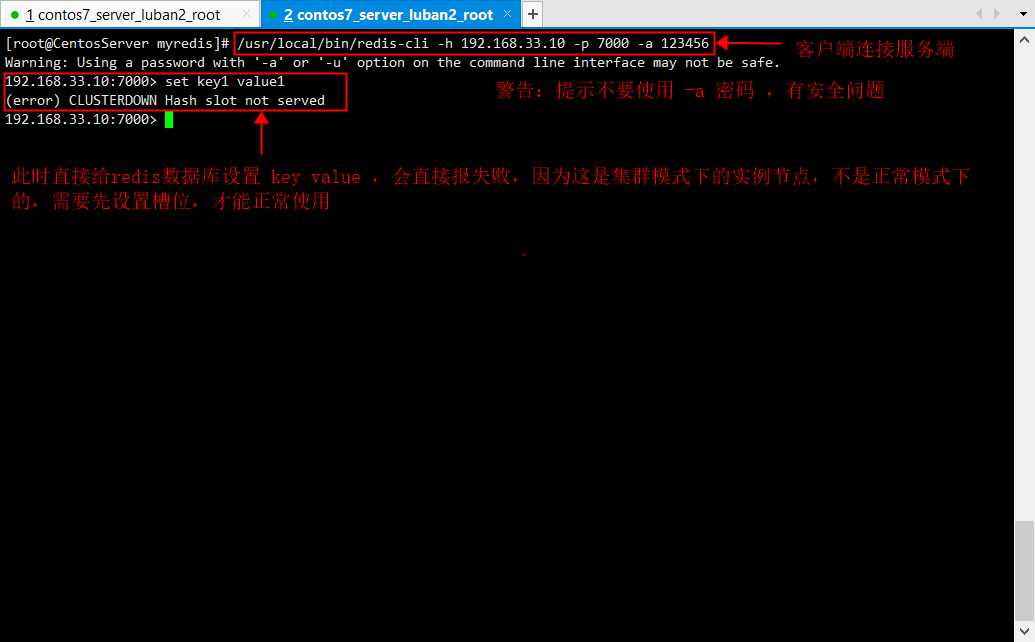 1 contos7_server_luban2_root × 2 contos7_server_luban2_root × +
[root@CentosServer myredis]# /usr/local/bin/redis-cli -h 192.168.33.10 -p 7000 -a 123456
客户端连接服务端
Warning: Using a password with '-a' or '-u' option on the command line interface may not be safe.
192.168.33.10:7000> set key1 value1
警告：提示不要使用 -a 密码 ，有安全问题
(error) CLUSTERDOWN Hash slot not served
192.168.33.10:7000>
此时直接给redis数据库设置 key value ，会直接报失败，因为这是集群模式下的实例节点，不是正常模式下
的，需要先设置槽位，才能正常使用